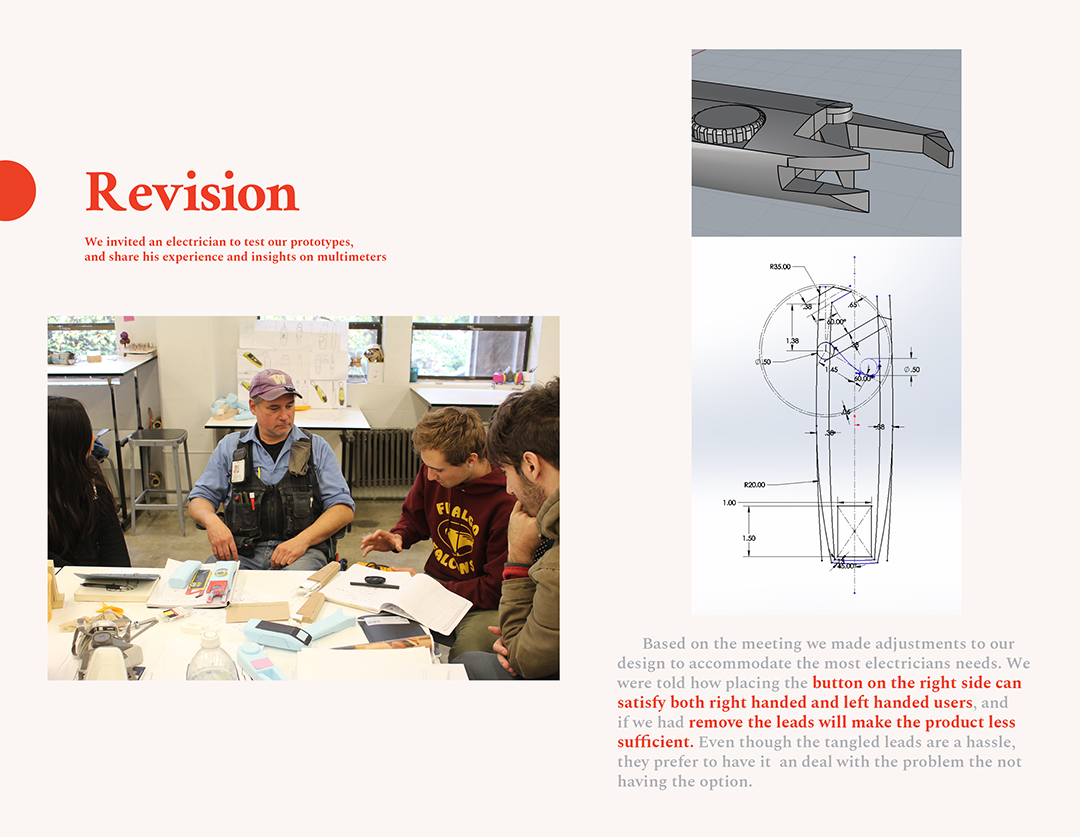 Revision
We invited an electrician to test our prototypes,
and share his experience and insights on multimeters
W
FUALGO
FALCONS
R35.00
.38
.65
60.00°
1.38
Ø.50
1.45
60.00°
Ø.50
.38
R20.00
1.00
1.50
45.00°
Based on the meeting we made adjustments to our
design to accommodate the most electricians needs. We
were told how placing the button on the right side can
satisfy both right handed and left handed users, and
if we had remove the leads will make the product less
sufficient. Even though the tangled leads are a hassle,
they prefer to have it an deal with the problem the not
having the option.